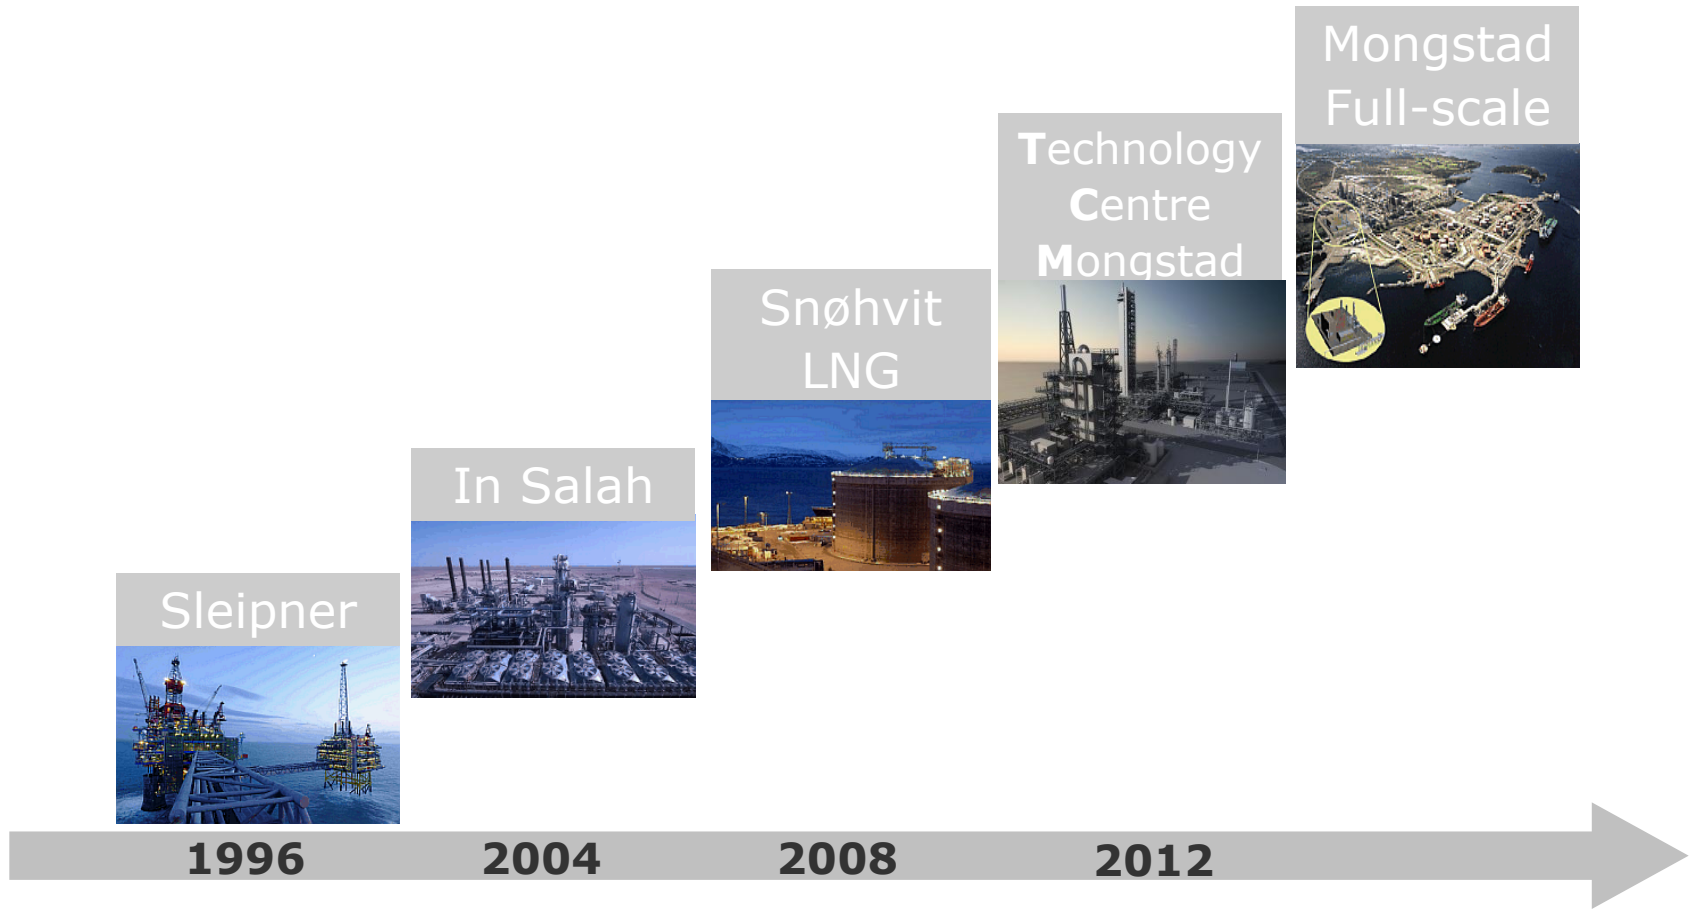 Mongstad
Full-scale
Technology
Centre
Mongstad
Snøhvit
LNG
In Salah
Sleipner
1996
2004
2008
2012